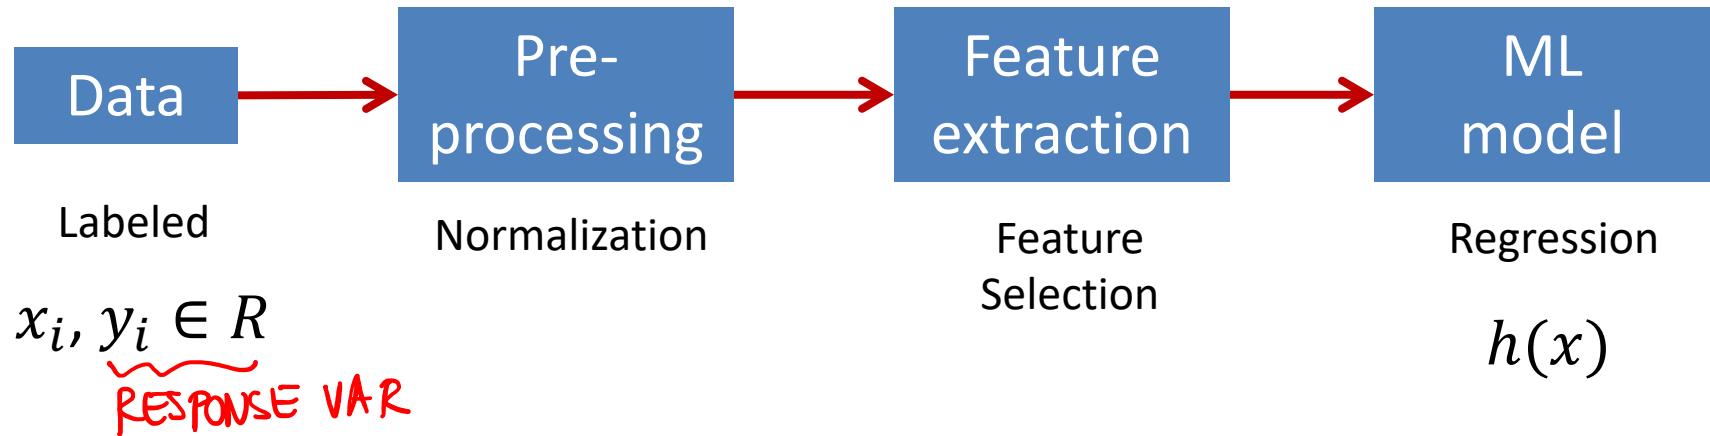 Data
Pre-
processing
Feature
extraction
ML
model
Labeled
Normalization
Feature
Selection
Regression
xᵢ, yᵢ ∈ R
h(x)
RESPONSE VAR